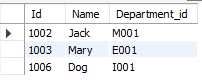 Id Name Department_id
1002 Jack M001
1003 Mary E001
1006 Dog I001